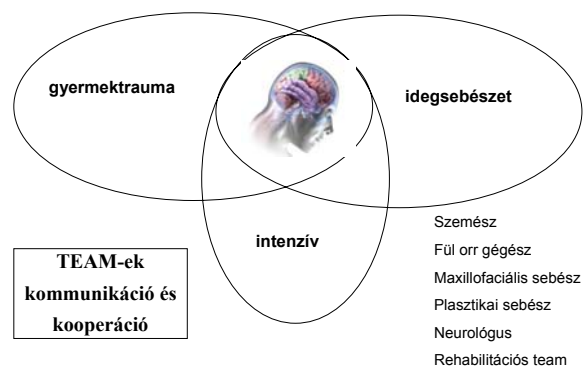 gyermektrauma
idegsebészet
intenzív
TEAM-ek
kommunikáció és
kooperáció
Szemész
Fül orr gégész
Maxillofaciális sebész
Plasztikai sebész
Neurológus
Rehabilitációs team